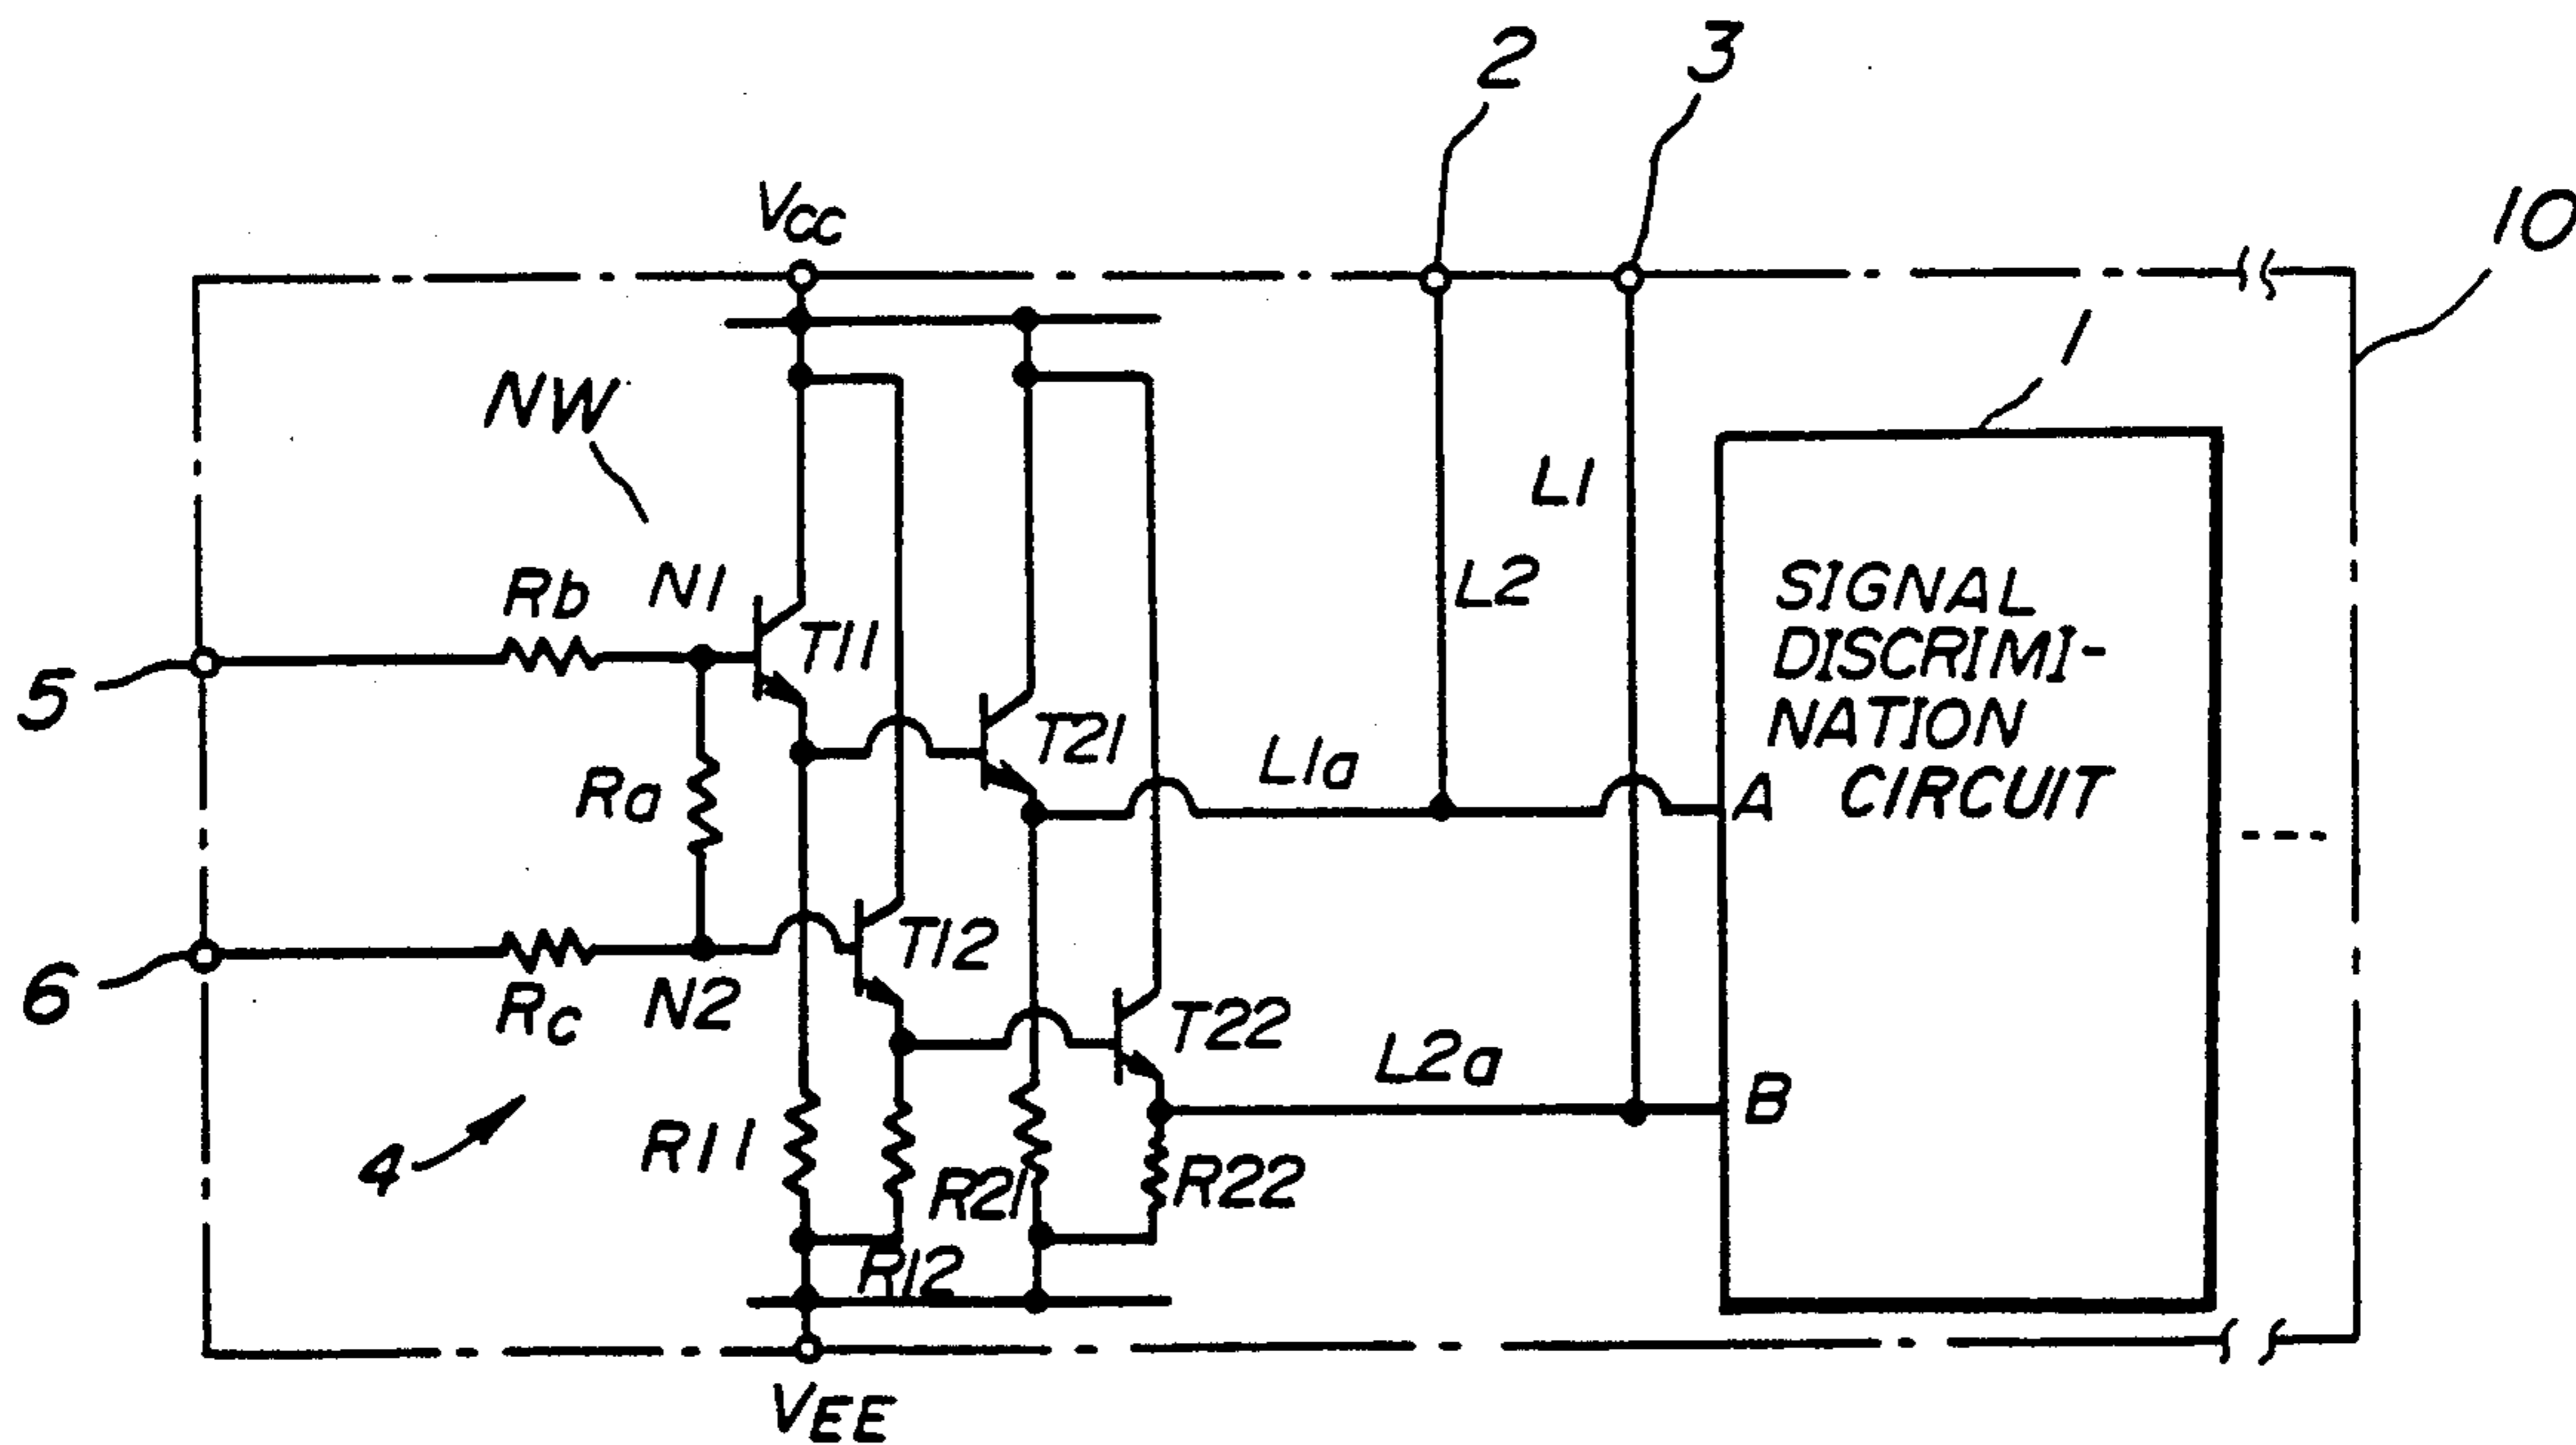 2
3
VCC
10
1
NW
L1
Rb
N1
T11
L2
SIGNAL
DISCRIMI-
NATION
CIRCUIT
5
T21
L1a
Ra
A
T12
6
Rc
N2
T22
L2a
B
4
R11
R21
R22
R12
VEE